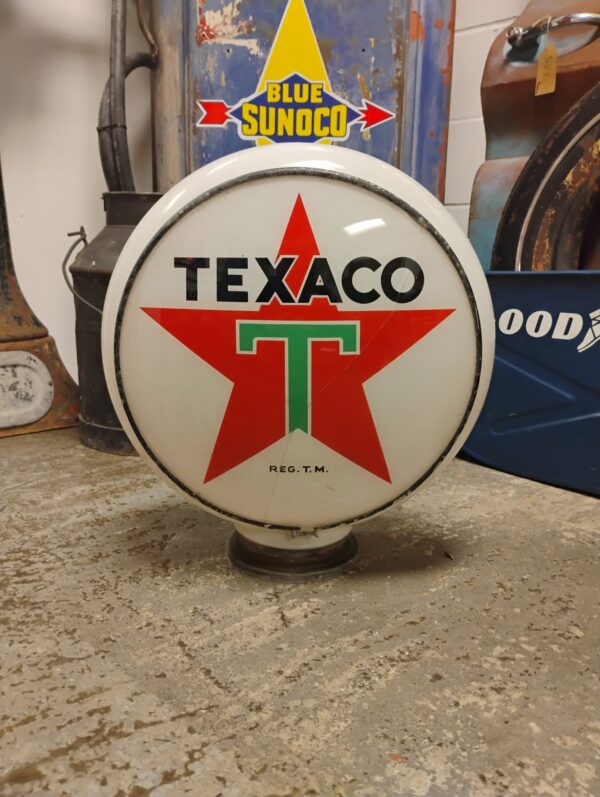 BLUE
SUNOCO
TEXACO
T
REG. T.M.
OOD